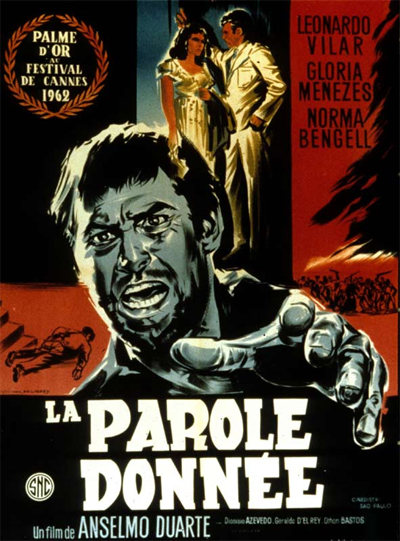 PALME
D'OR AU
FESTIVAL
DE CANNES
1962
LEONARDO
VILAR
GLORIA
MENEZES
NORMA
BENGELL
LA
PAROLE
DONNÉE
SNC
CINEDISTRI
SAO PAULO
Un film de ANSELMO DUARTE
Dionisio AZEVEDO, Geraldo D'EL REY, Othon BASTOS